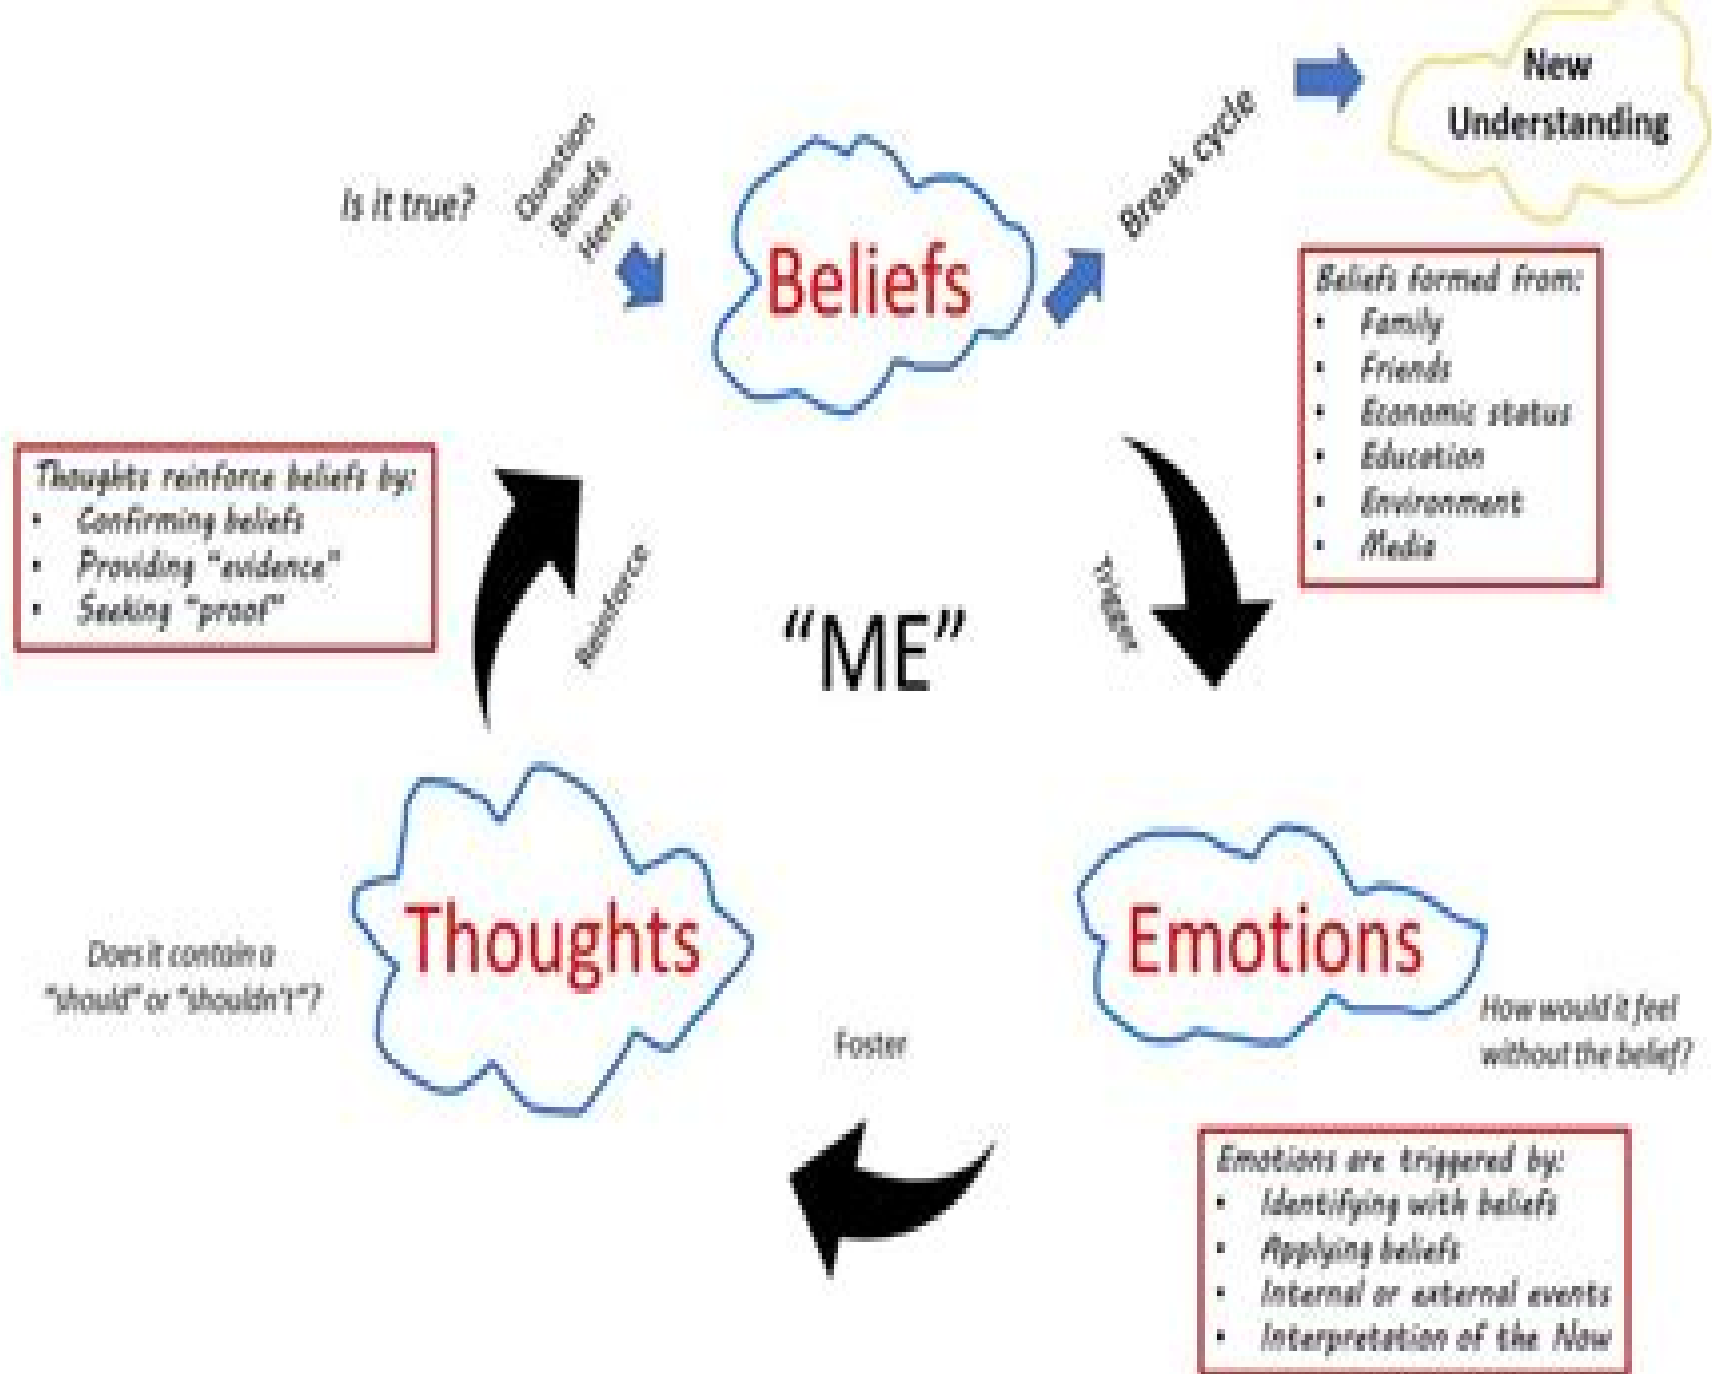 New
Understanding
Break cycle
Is it true?
Question
Beliefs
Here:
Beliefs
Beliefs formed from:
• Family
• Friends
• Economic status
• Education
• Environment
• Media
Thoughts reinforce beliefs by:
• Confirming beliefs
• Providing "evidence"
• Seeking "proof"
Reinforce
"ME"
Trigger
Thoughts
Emotions
Does it contain a
"should" or "shouldn't"?
Foster
How would it feel
without the belief?
Emotions are triggered by:
• Identifying with beliefs
• Applying beliefs
• Internal or external events
• Interpretation of the Now